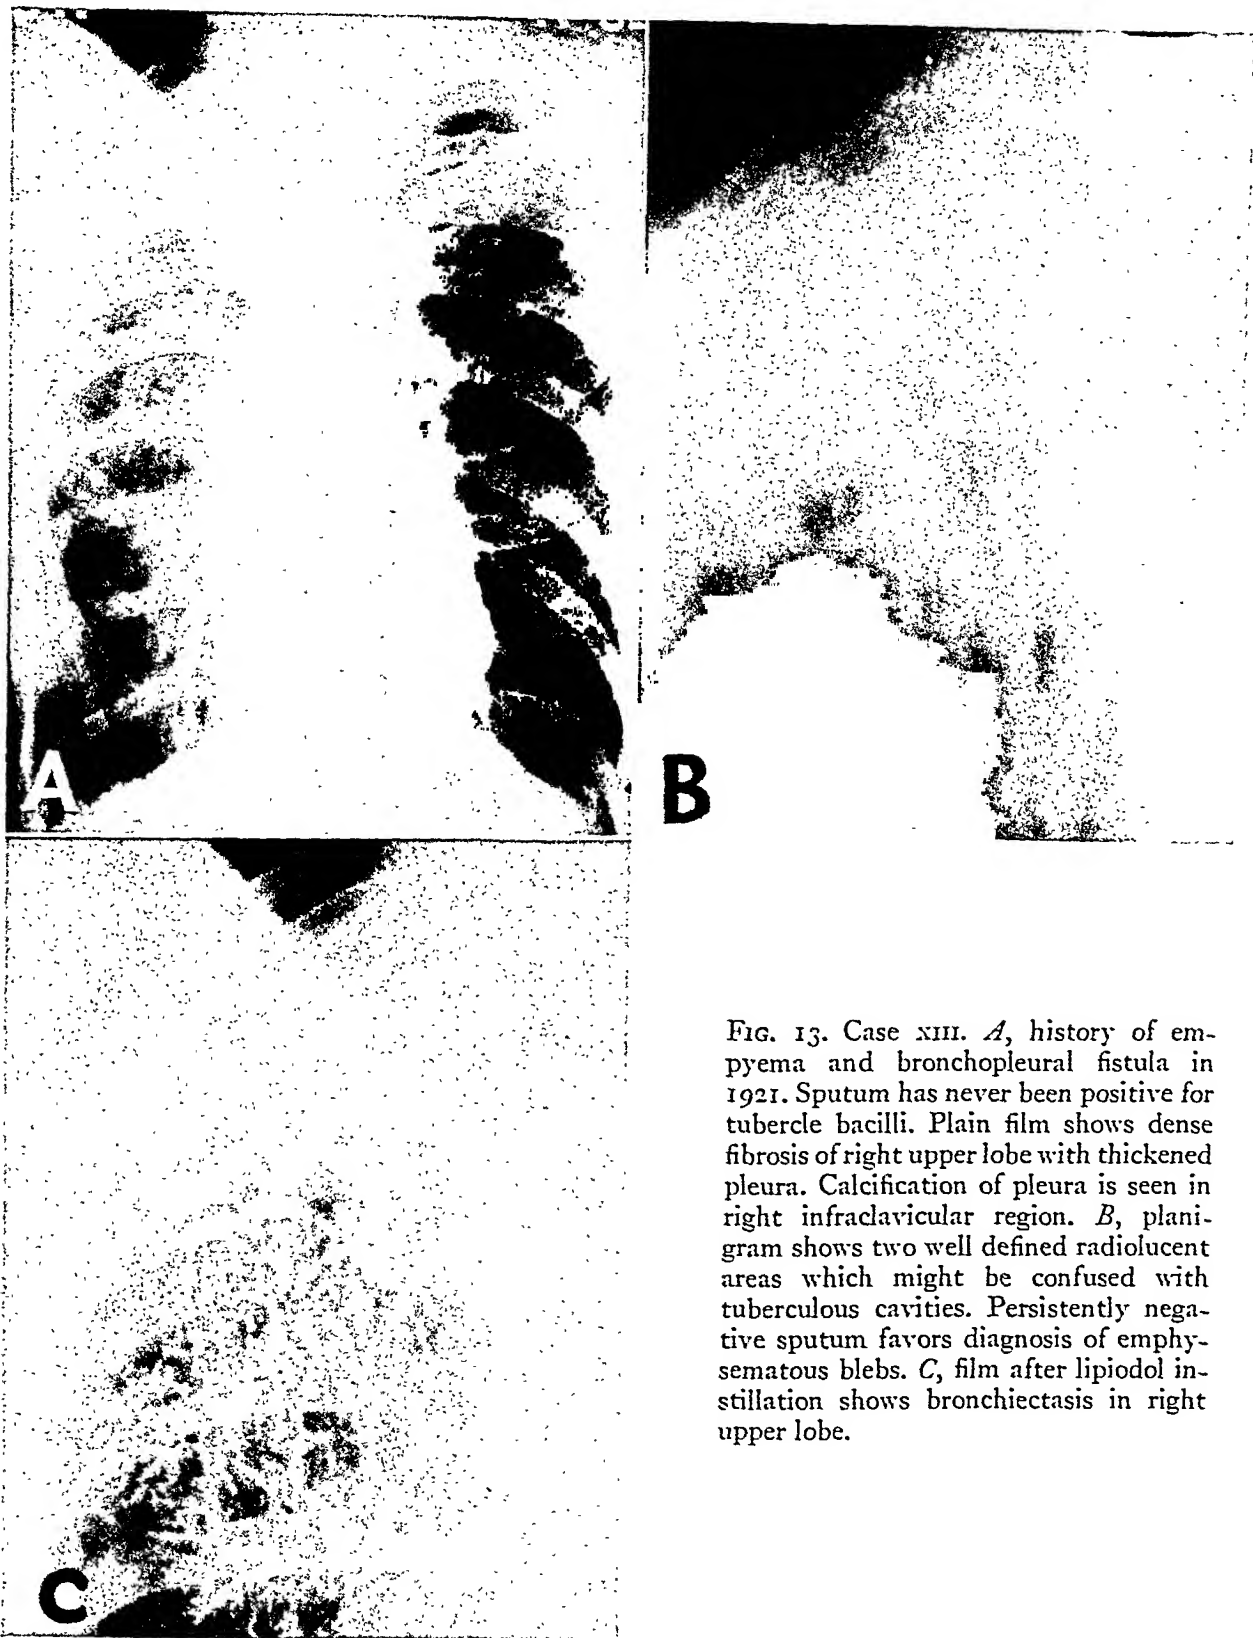 A
B
C
FIG. 13. Case XIII. A, history of em-
pyema and bronchopleural fistula in
1921. Sputum has never been positive for
tubercle bacilli. Plain film shows dense
fibrosis of right upper lobe with thickened
pleura. Calcification of pleura is seen in
right infraclavicular region. B, plani-
gram shows two well defined radiolucent
areas which might be confused with
tuberculous cavities. Persistently nega-
tive sputum favors diagnosis of emphy-
sematous blebs. C, film after lipiodol in-
stillation shows bronchiectasis in right
upper lobe.